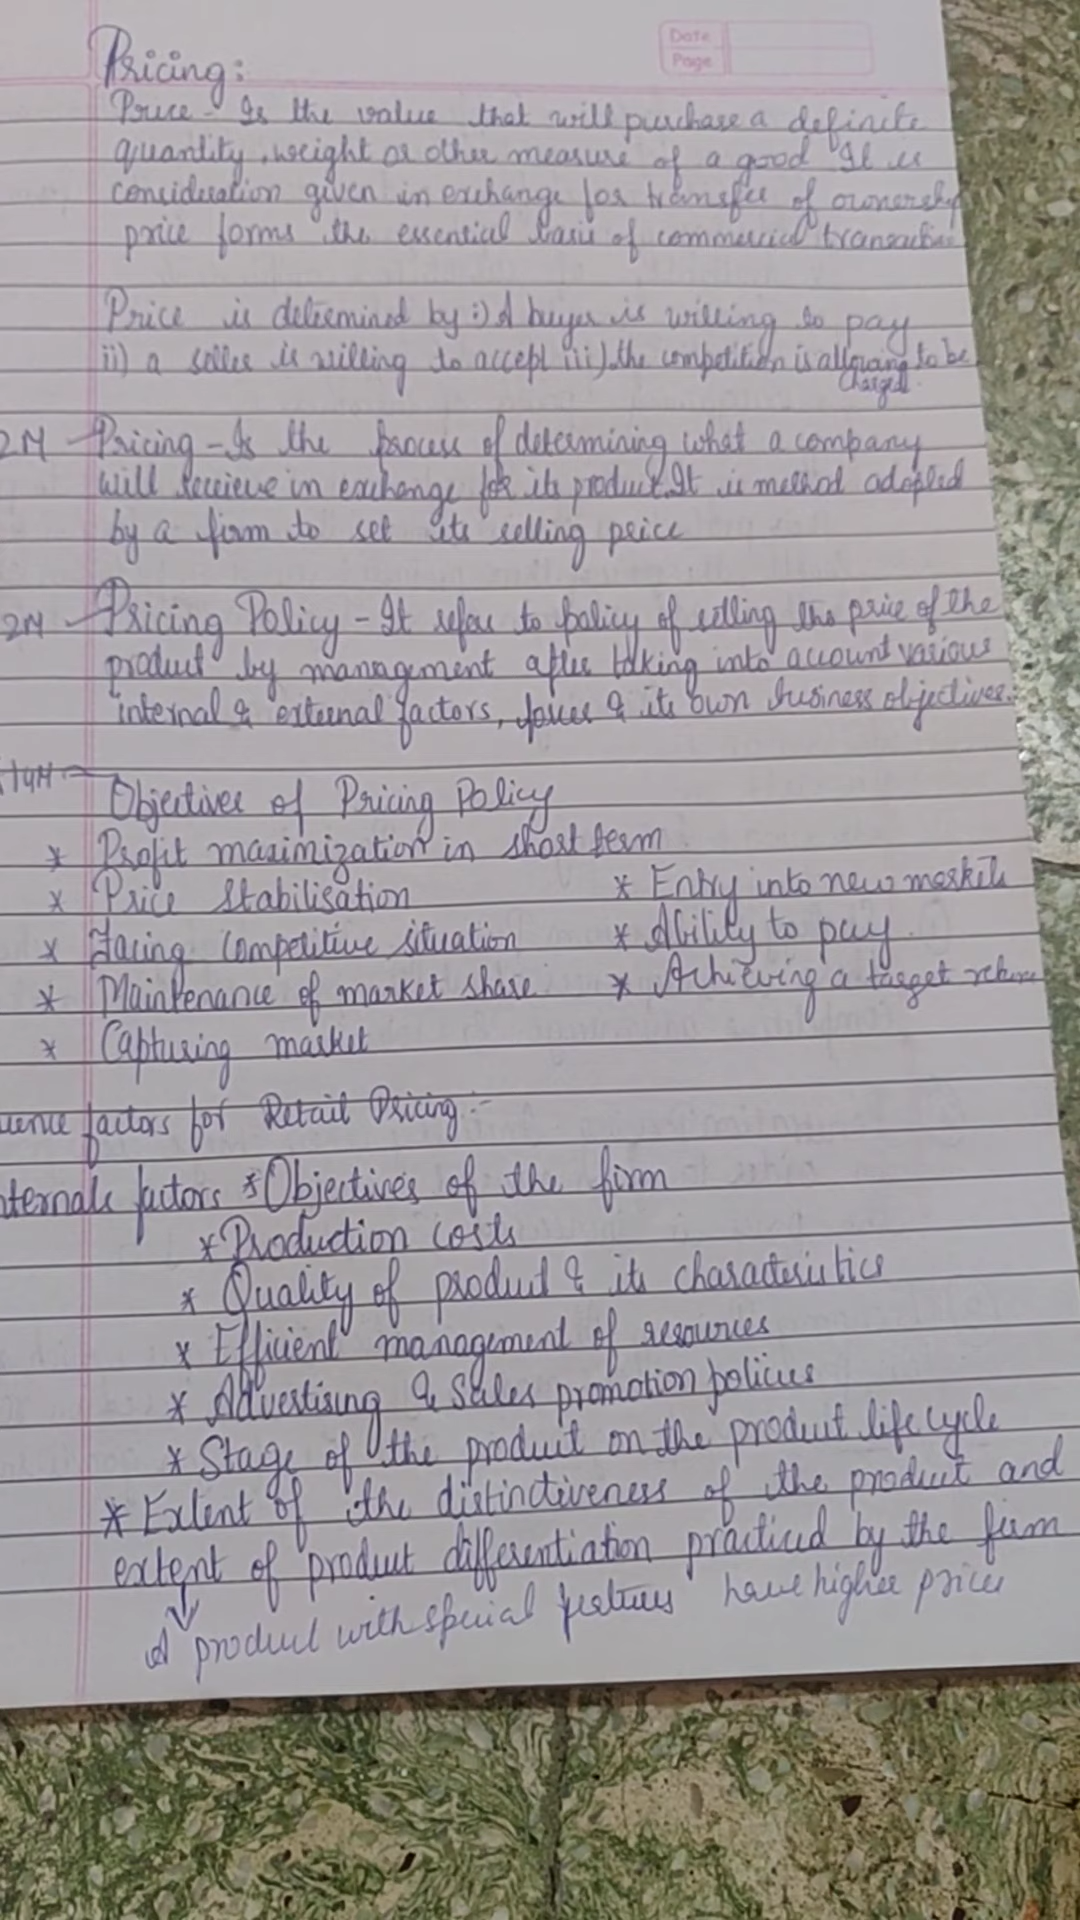 Date
Page
Pricing:
Price - Is the value that will purchase a definite
quantity, weight or other measure of a good It is
consideration given in exchange for transfer of ownership
price forms the essential basis of commercial transaction
Price is determined by :i) A buyer is willing to pay
ii) a seller is willing to accept iii) the competition is allowing to be
charged.
2M Pricing - Is the process of determining what a company
will receieve in exchange for its product. It is method adopted
by a firm to set its selling price
2M Pricing Policy - It refers to policy of selling the price of the
product by management after taking into account various
internal & external factors, forces & its own business objectives.
Objectives of Pricing Policy
* Profit maximization in short term
* Price Stabilisation * Entry into new markets
* Facing Competitive situation * Ability to pay
* Maintenance of market share * Achieving a target return
* Capturing market
uence factors for Retail Pricing :-
nternal factors * Objectives of the firm
* Production costs
* Quality of product & its characteristics
* Efficient management of resources
* Advertising & Sales promotion policies
* Stage of the product on the product life cycle
* Extent of the distinctiveness of the product and
extent of product differentiation practiced by the firm
A product with special features have higher prices